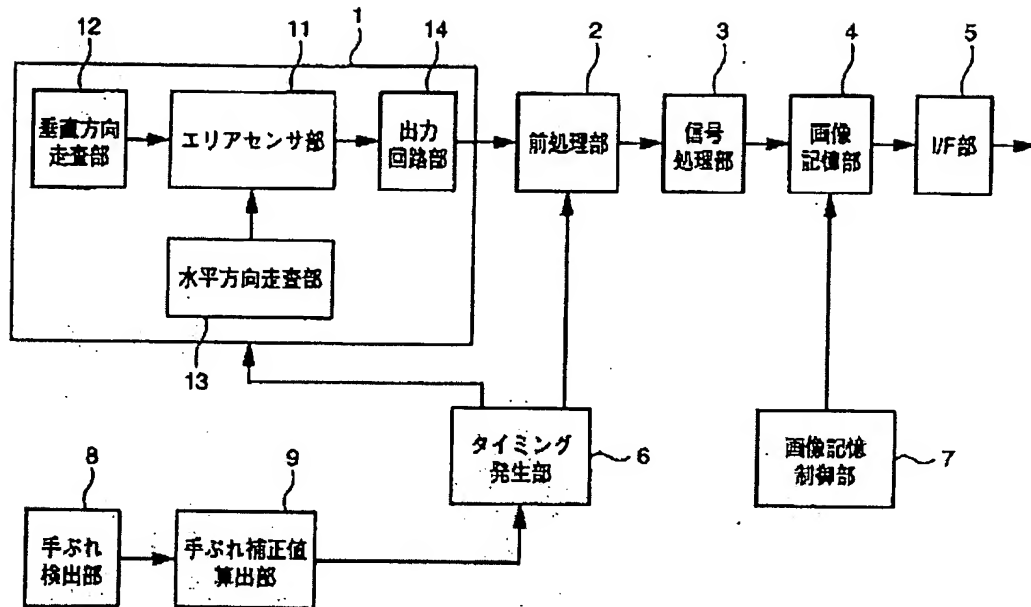 1
12
11
14
2
3
4
5
垂直方向
走査部
エリアセンサ部
出力
回路部
前処理部
信号
処理部
画像
記憶部
I/F部
水平方向走査部
13
タイミング
発生部
6
画像記憶
制御部
7
8
9
手ぶれ
検出部
手ぶれ補正値
算出部